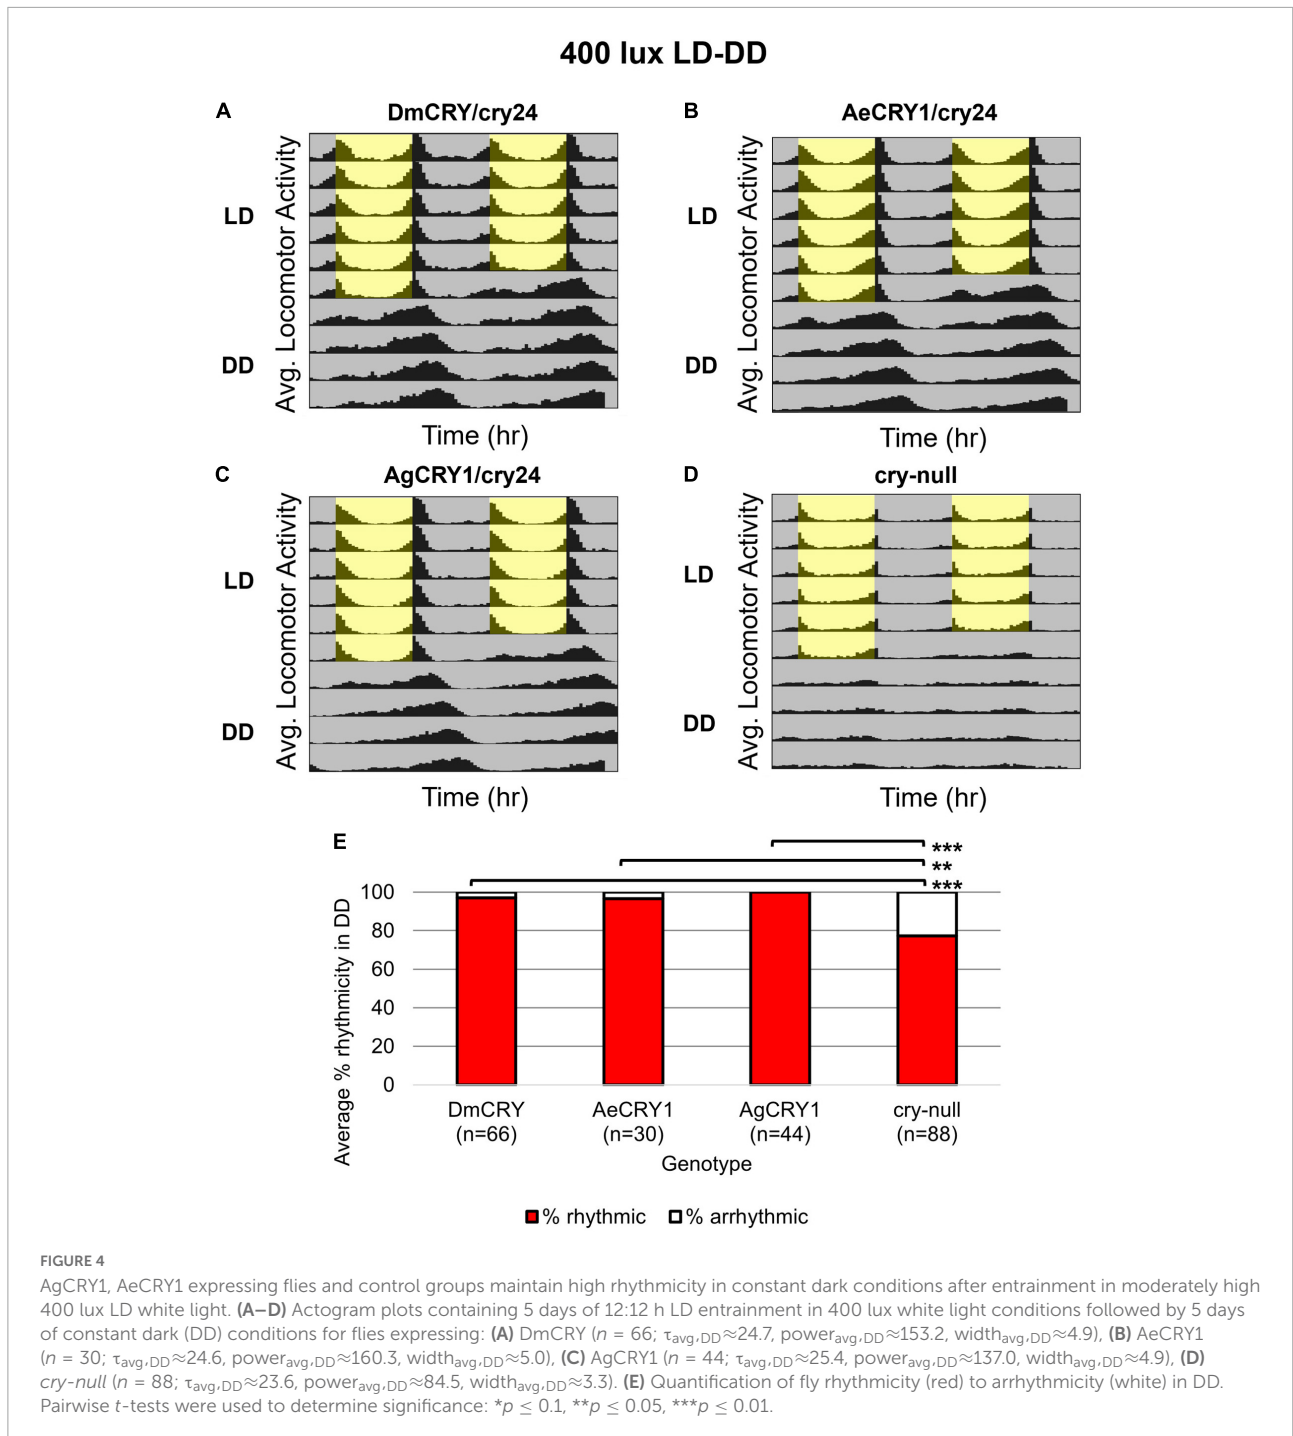 400 lux LD-DD
A
DmCRY/cry24
Avg. Locomotor Activity
LD
DD
Time (hr)
B
AeCRY1/cry24
Avg. Locomotor Activity
LD
DD
Time (hr)
C
AgCRY1/cry24
Avg. Locomotor Activity
LD
DD
Time (hr)
D
cry-null
Avg. Locomotor Activity
LD
DD
Time (hr)
E
***
**
***
Average % rhythmicity in DD
100
80
60
40
20
0
DmCRY
(n=66)
AeCRY1
(n=30)
AgCRY1
(n=44)
cry-null
(n=88)
Genotype
% rhythmic
% arrhythmic
FIGURE 4
AgCRY1, AeCRY1 expressing flies and control groups maintain high rhythmicity in constant dark conditions after entrainment in moderately high
400 lux LD white light. (A–D) Actogram plots containing 5 days of 12:12 h LD entrainment in 400 lux white light conditions followed by 5 days
of constant dark (DD) conditions for flies expressing: (A) DmCRY (n = 66; τavg,DD≈24.7, poweravg,DD≈153.2, widthavg,DD≈4.9), (B) AeCRY1
(n = 30; τavg,DD≈24.6, poweravg,DD≈160.3, widthavg,DD≈5.0), (C) AgCRY1 (n = 44; τavg,DD≈25.4, poweravg,DD≈137.0, widthavg,DD≈4.9), (D)
cry-null (n = 88; τavg,DD≈23.6, poweravg,DD≈84.5, widthavg,DD≈3.3). (E) Quantification of fly rhythmicity (red) to arrhythmicity (white) in DD.
Pairwise t-tests were used to determine significance: *p ≤ 0.1, **p ≤ 0.05, ***p ≤ 0.01.